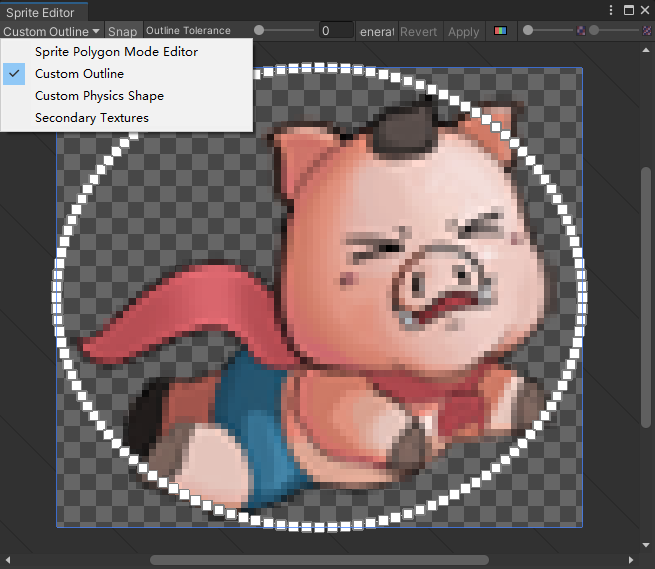 Sprite Editor
Custom Outline Snap Outline Tolerance 0 enerat Revert Apply
Sprite Polygon Mode Editor
Custom Outline
Custom Physics Shape
Secondary Textures